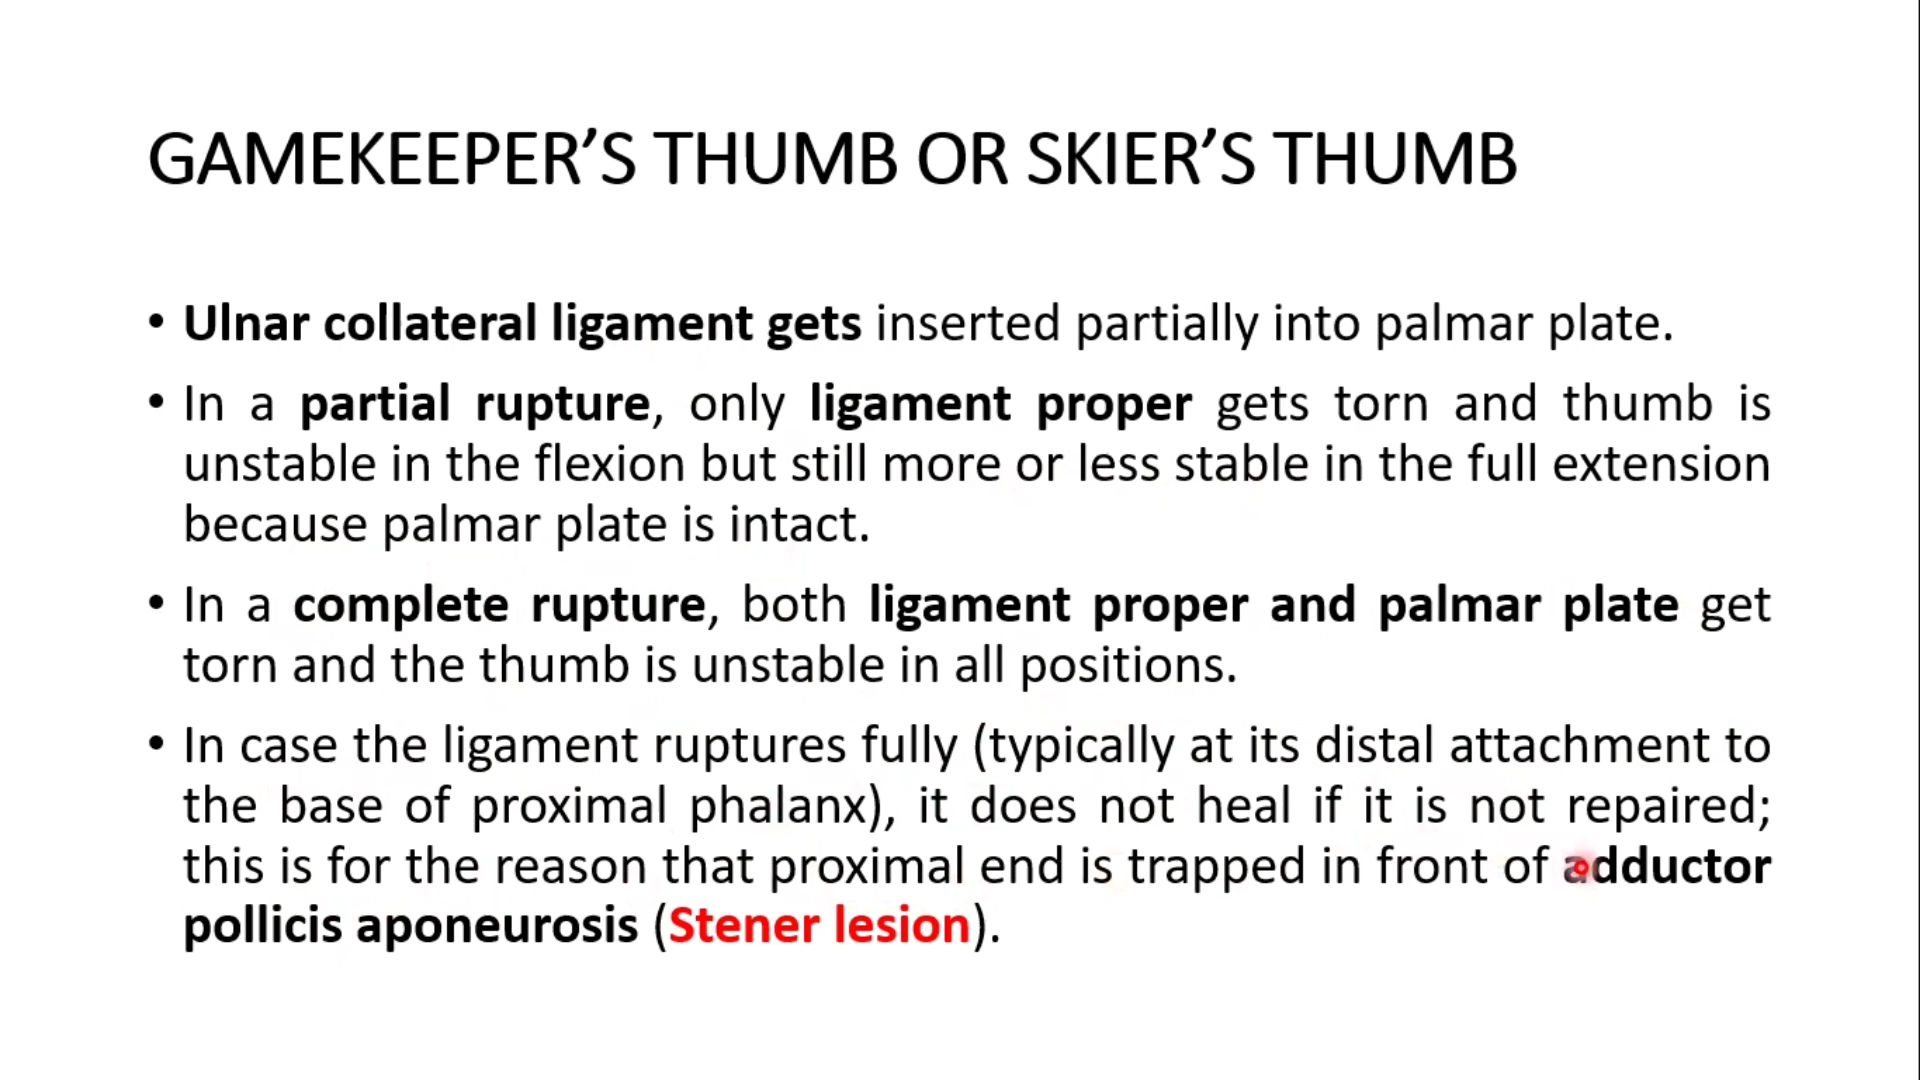 GAMEKEEPER’S THUMB OR SKIER’S THUMB
• Ulnar collateral ligament gets inserted partially into palmar plate.
• In a partial rupture, only ligament proper gets torn and thumb is
unstable in the flexion but still more or less stable in the full extension
because palmar plate is intact.
• In a complete rupture, both ligament proper and palmar plate get
torn and the thumb is unstable in all positions.
• In case the ligament ruptures fully (typically at its distal attachment to
the base of proximal phalanx), it does not heal if it is not repaired;
this is for the reason that proximal end is trapped in front of adductor
pollicis aponeurosis (Stener lesion).